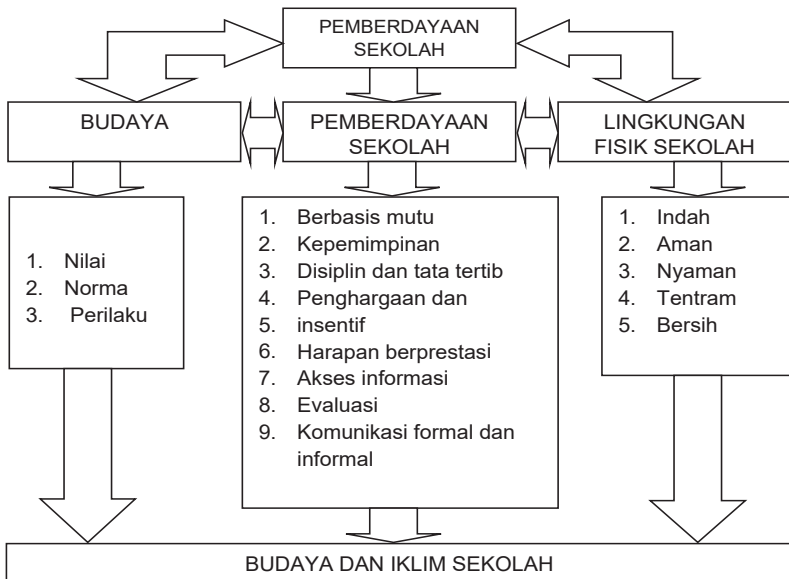 PEMBERDAYAAN
SEKOLAH
BUDAYA
PEMBERDAYAAN
SEKOLAH
LINGKUNGAN
FISIK SEKOLAH
1. Nilai
2. Norma
3. Perilaku
1. Berbasis mutu
2. Kepemimpinan
3. Disiplin dan tata tertib
4. Penghargaan dan
5. insentif
6. Harapan berprestasi
7. Akses informasi
8. Evaluasi
9. Komunikasi formal dan
informal
1. Indah
2. Aman
3. Nyaman
4. Tentram
5. Bersih
BUDAYA DAN IKLIM SEKOLAH